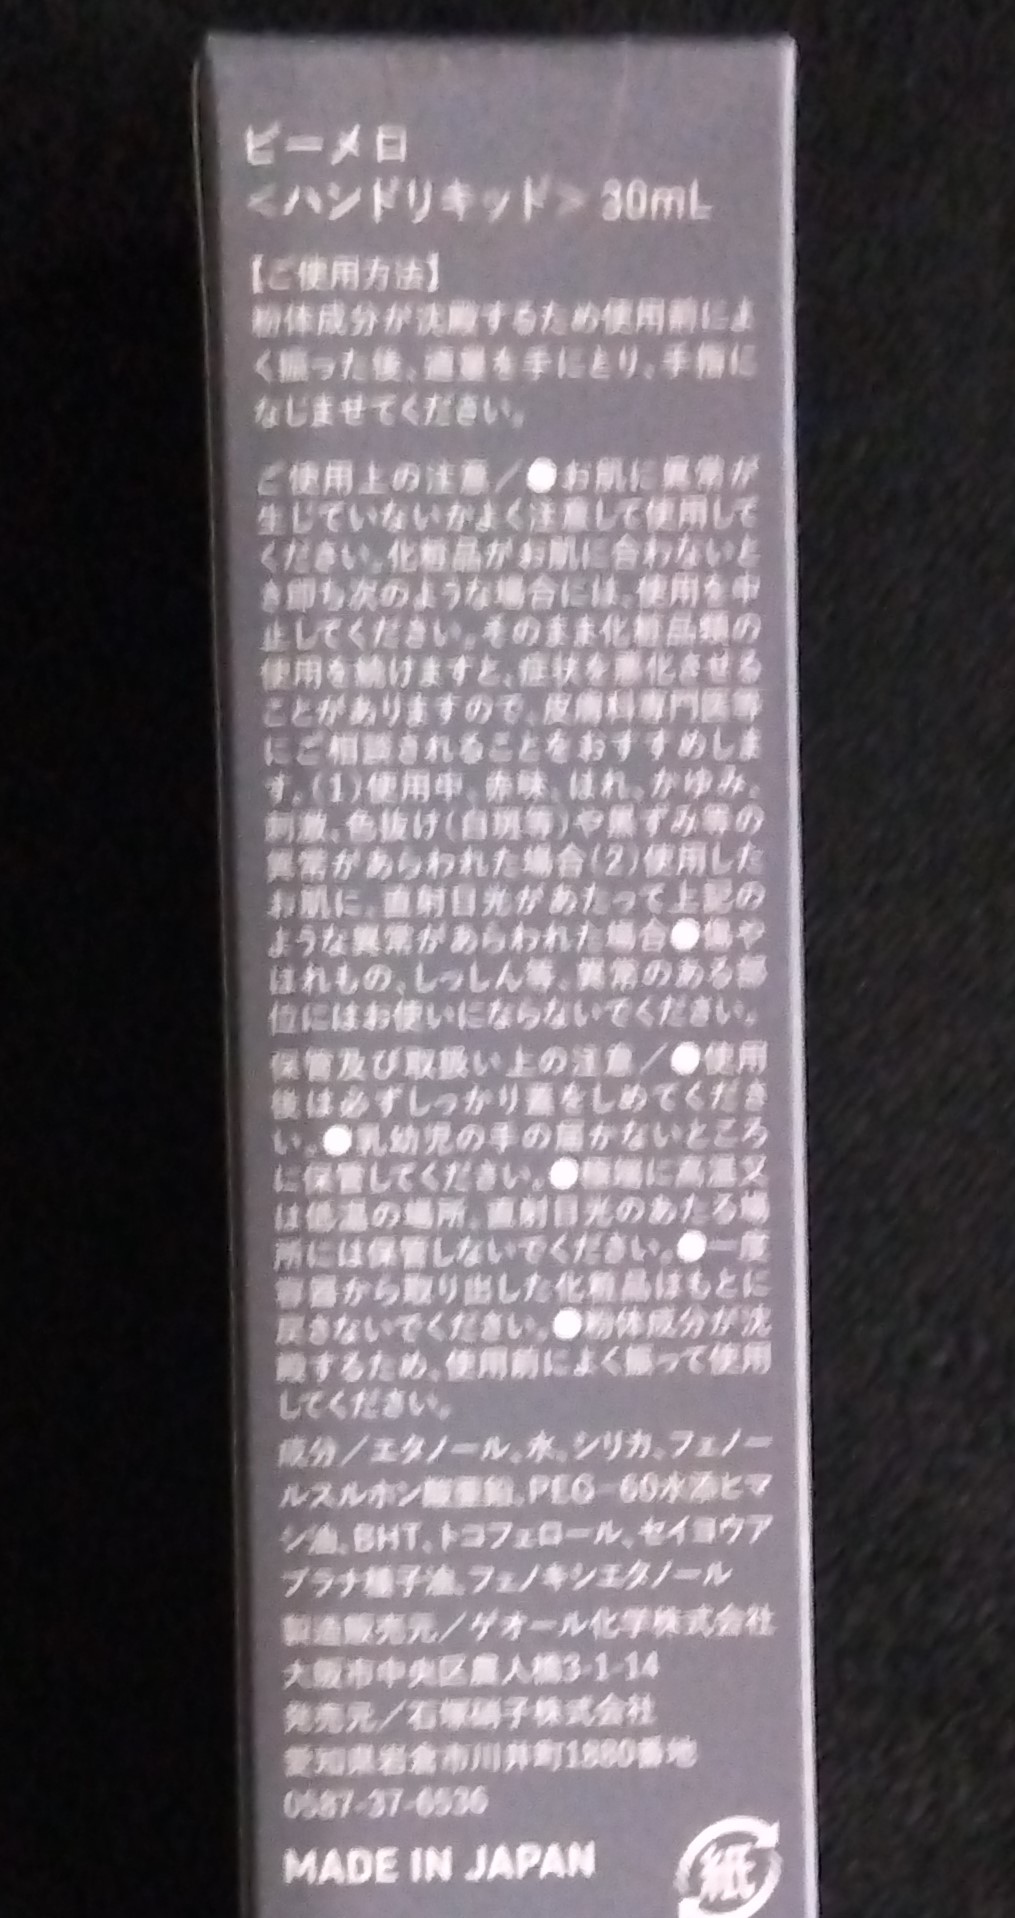 ビーメロ
<ハンドリキッド> 30mL
【ご使用方法】
粉体成分が沈殿するため使用前によ
く振った後、適量を手にとり、手指に
なじませてください。
ご使用上の注意／●お肌に異常が
生じていないかよく注意して使用して
ください。化粧品がお肌に合わないと
き即ち次のような場合には、使用を中
止してください。そのまま化粧品類の
使用を続けますと、症状を悪化させる
ことがありますので、皮膚科専門医等
にご相談されることをおすすめしま
す。(1)使用中、赤味、はれ、かゆみ、
刺激、色抜け(白斑等)や黒ずみ等の
異常があらわれた場合(2)使用した
お肌に、直射日光があたって上記の
ような異常があらわれた場合●傷や
はれもの、しっしん等、異常のある部
位にはお使いにならないでください。
保管及び取扱い上の注意／●使用
後は必ずしっかり蓋をしめてくださ
い。●乳幼児の手の届かないところ
に保管してください。●極端に高温又
は低温の場所、直射日光のあたる場
所には保管しないでください。●一度
容器から取り出した化粧品はもとに
戻さないでください。●粉体成分が沈
殿するため、使用前によく振って使用
してください。
成分／エタノール、水、シリカ、フェノー
ルスルホン酸亜鉛、PEG－60水添ヒマ
シ油、BHT、トコフェロール、セイヨウア
ブラナ種子油、フェノキシエタノール
製造販売元／ゲオール化学株式会社
大阪市中央区農人橋3-1-14
発売元／石塚硝子株式会社
愛知県岩倉市川井町1880番地
0587-37-6536
MADE IN JAPAN
紙